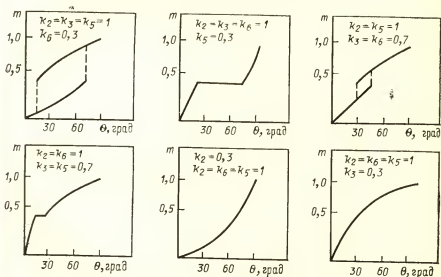 m
k₂=k₃=k₅=1
k₆=0,3
1,0
0,5
30 60 θ, град
m
k₂=k₃=k₆=1
k₅=0,3
1,0
0,5
30 60 θ, град
m
k₂=k₅=1
k₃=k₆=0,7
1,0
0,5
30 60 θ, град
m
k₂=k₆=1
k₃=k₅=0,7
1,0
0,5
30 60 θ, град
m
k₂=0,3
k₂=k₆=k₅=1
1,0
0,5
30 60 θ, град
m
k₂=k₆=k₅=1
k₃=0,3
1,0
0,5
30 60 θ, град